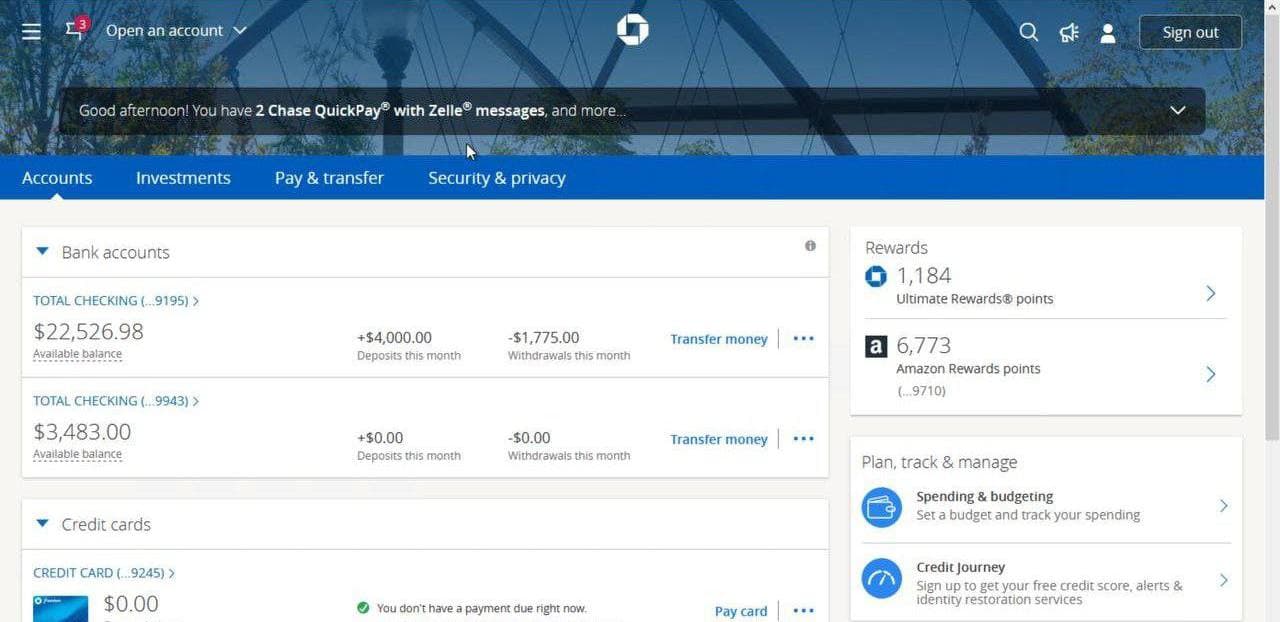 3
Open an account
Sign out
Good afternoon! You have 2 Chase QuickPay® with Zelle® messages, and more...
Accounts
Investments
Pay & transfer
Security & privacy
Bank accounts
TOTAL CHECKING (...9195)
$22,526.98
Available balance
+$4,000.00
Deposits this month
-$1,775.00
Withdrawals this month
Transfer money
TOTAL CHECKING (...9943)
$3,483.00
Available balance
+$0.00
Deposits this month
-$0.00
Withdrawals this month
Transfer money
Credit cards
CREDIT CARD (...9245)
$0.00
You don't have a payment due right now.
Pay card
Rewards
1,184
Ultimate Rewards® points
a
6,773
Amazon Rewards points
(...9710)
Plan, track & manage
Spending & budgeting
Set a budget and track your spending
Credit Journey
Sign up to get your free credit score, alerts &
identity restoration services